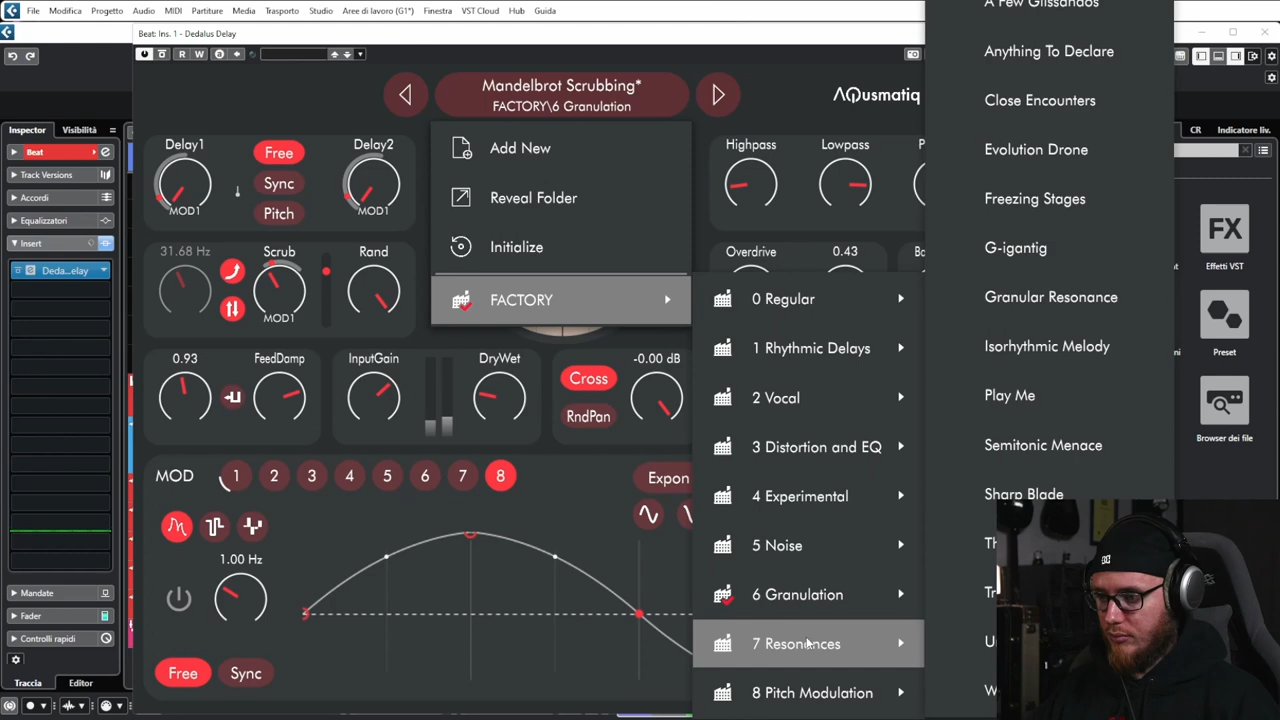 File Modifica Progetto Audio MIDI Partiture Media Trasporto Studio Aree di lavoro (G1*) Finestra VST Cloud Hub Guida
Beat: Ins. 1 - Dedalus Delay
R W
Mandelbrot Scrubbing*
FACTORY\6 Granulation
AQusmatiq
Inspector Visibilità
Beat
Track Versions
Accordi
Equalizzatori
Insert
Deda...elay
Mandate
Fader
Controlli rapidi
Traccia Editor
Delay1
Free
Sync
Pitch
Delay2
MOD1
MOD1
31.68 Hz
Scrub
MOD1
Rand
0.93
FeedDamp
InputGain
DryWet
Cross
RndPan
-0.00 dB
Highpass
Lowpass
Overdrive
0.43
MOD 1 2 3 4 5 6 7 8
Expon
1.00 Hz
Free Sync
Add New
Reveal Folder
Initialize
FACTORY
0 Regular
1 Rhythmic Delays
2 Vocal
3 Distortion and EQ
4 Experimental
5 Noise
6 Granulation
7 Resonances
8 Pitch Modulation
A Few Glissandos
Anything To Declare
Close Encounters
Evolution Drone
Freezing Stages
G-igantig
Granular Resonance
Isorhythmic Melody
Play Me
Semitonic Menace
Sharp Blade
CR Inventario liv.
FX
Effetti VST
Preset
Browser dei file